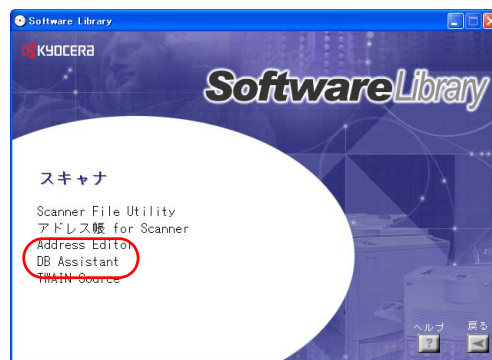 Software Library
KYOCERA
SoftwareLibrary
スキャナ
Scanner File Utility
アドレス帳 for Scanner
Address Editor
DB Assistant
TWAIN Source
ヘルプ 戻る
?